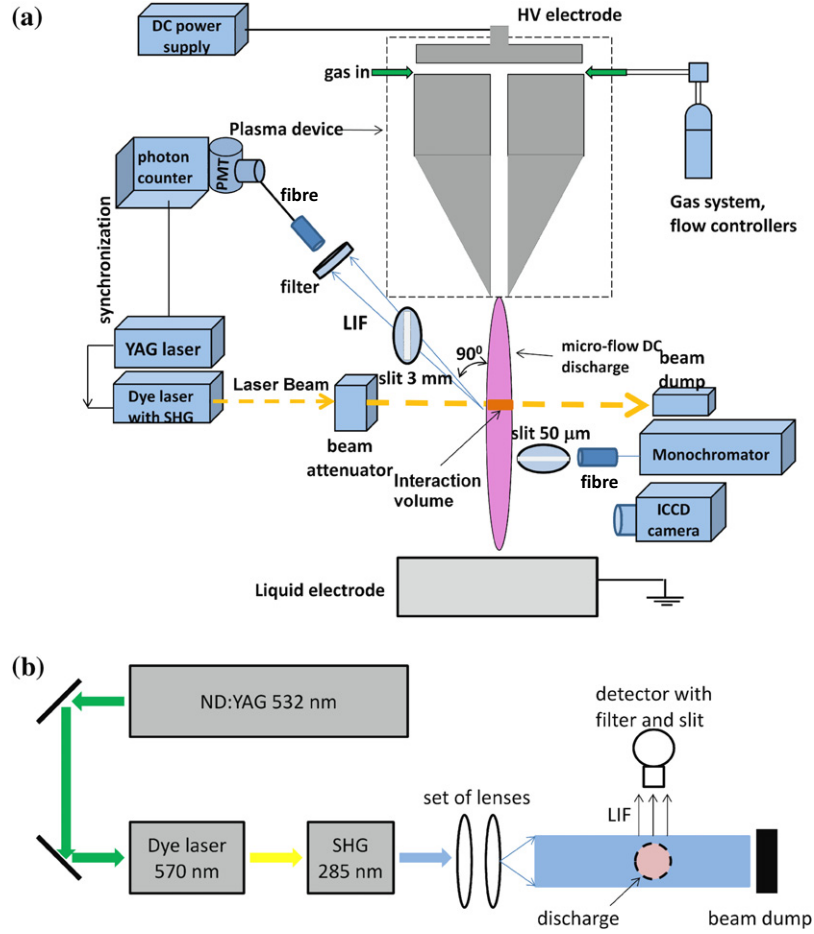 (a)
DC power
supply
HV electrode
gas in
Plasma device
photon
counter
PMT
fibre
Gas system,
flow controllers
synchronization
filter
LIF
YAG laser
90⁰
slit 3 mm
micro-flow DC
discharge
beam
dump
Dye laser
with SHG
Laser Beam
beam
attenuator
slit 50 µm
Monochromator
Interaction
volume
fibre
ICCD
camera
Liquid electrode
(b)
ND:YAG 532 nm
detector with
filter and slit
set of lenses
LIF
Dye laser
570 nm
SHG
285 nm
discharge
beam dump